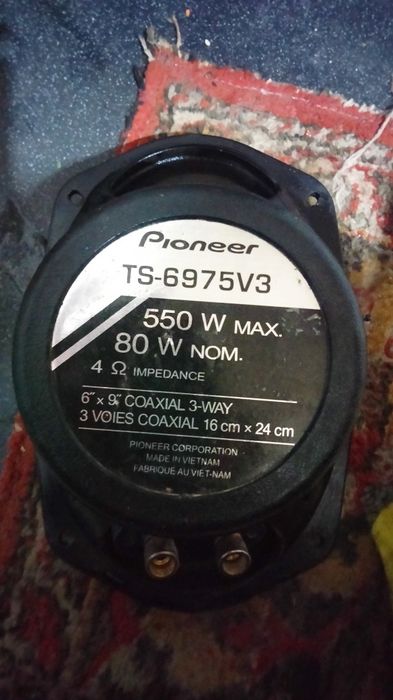 Pioneer
TS-6975V3
550 W MAX.
80 W NOM.
4 Ω IMPEDANCE
6″ x 9″ COAXIAL 3-WAY
3 VOIES COAXIAL 16 cm x 24 cm
PIONEER CORPORATION
MADE IN VIETNAM
FABRIQUE AU VIET-NAM